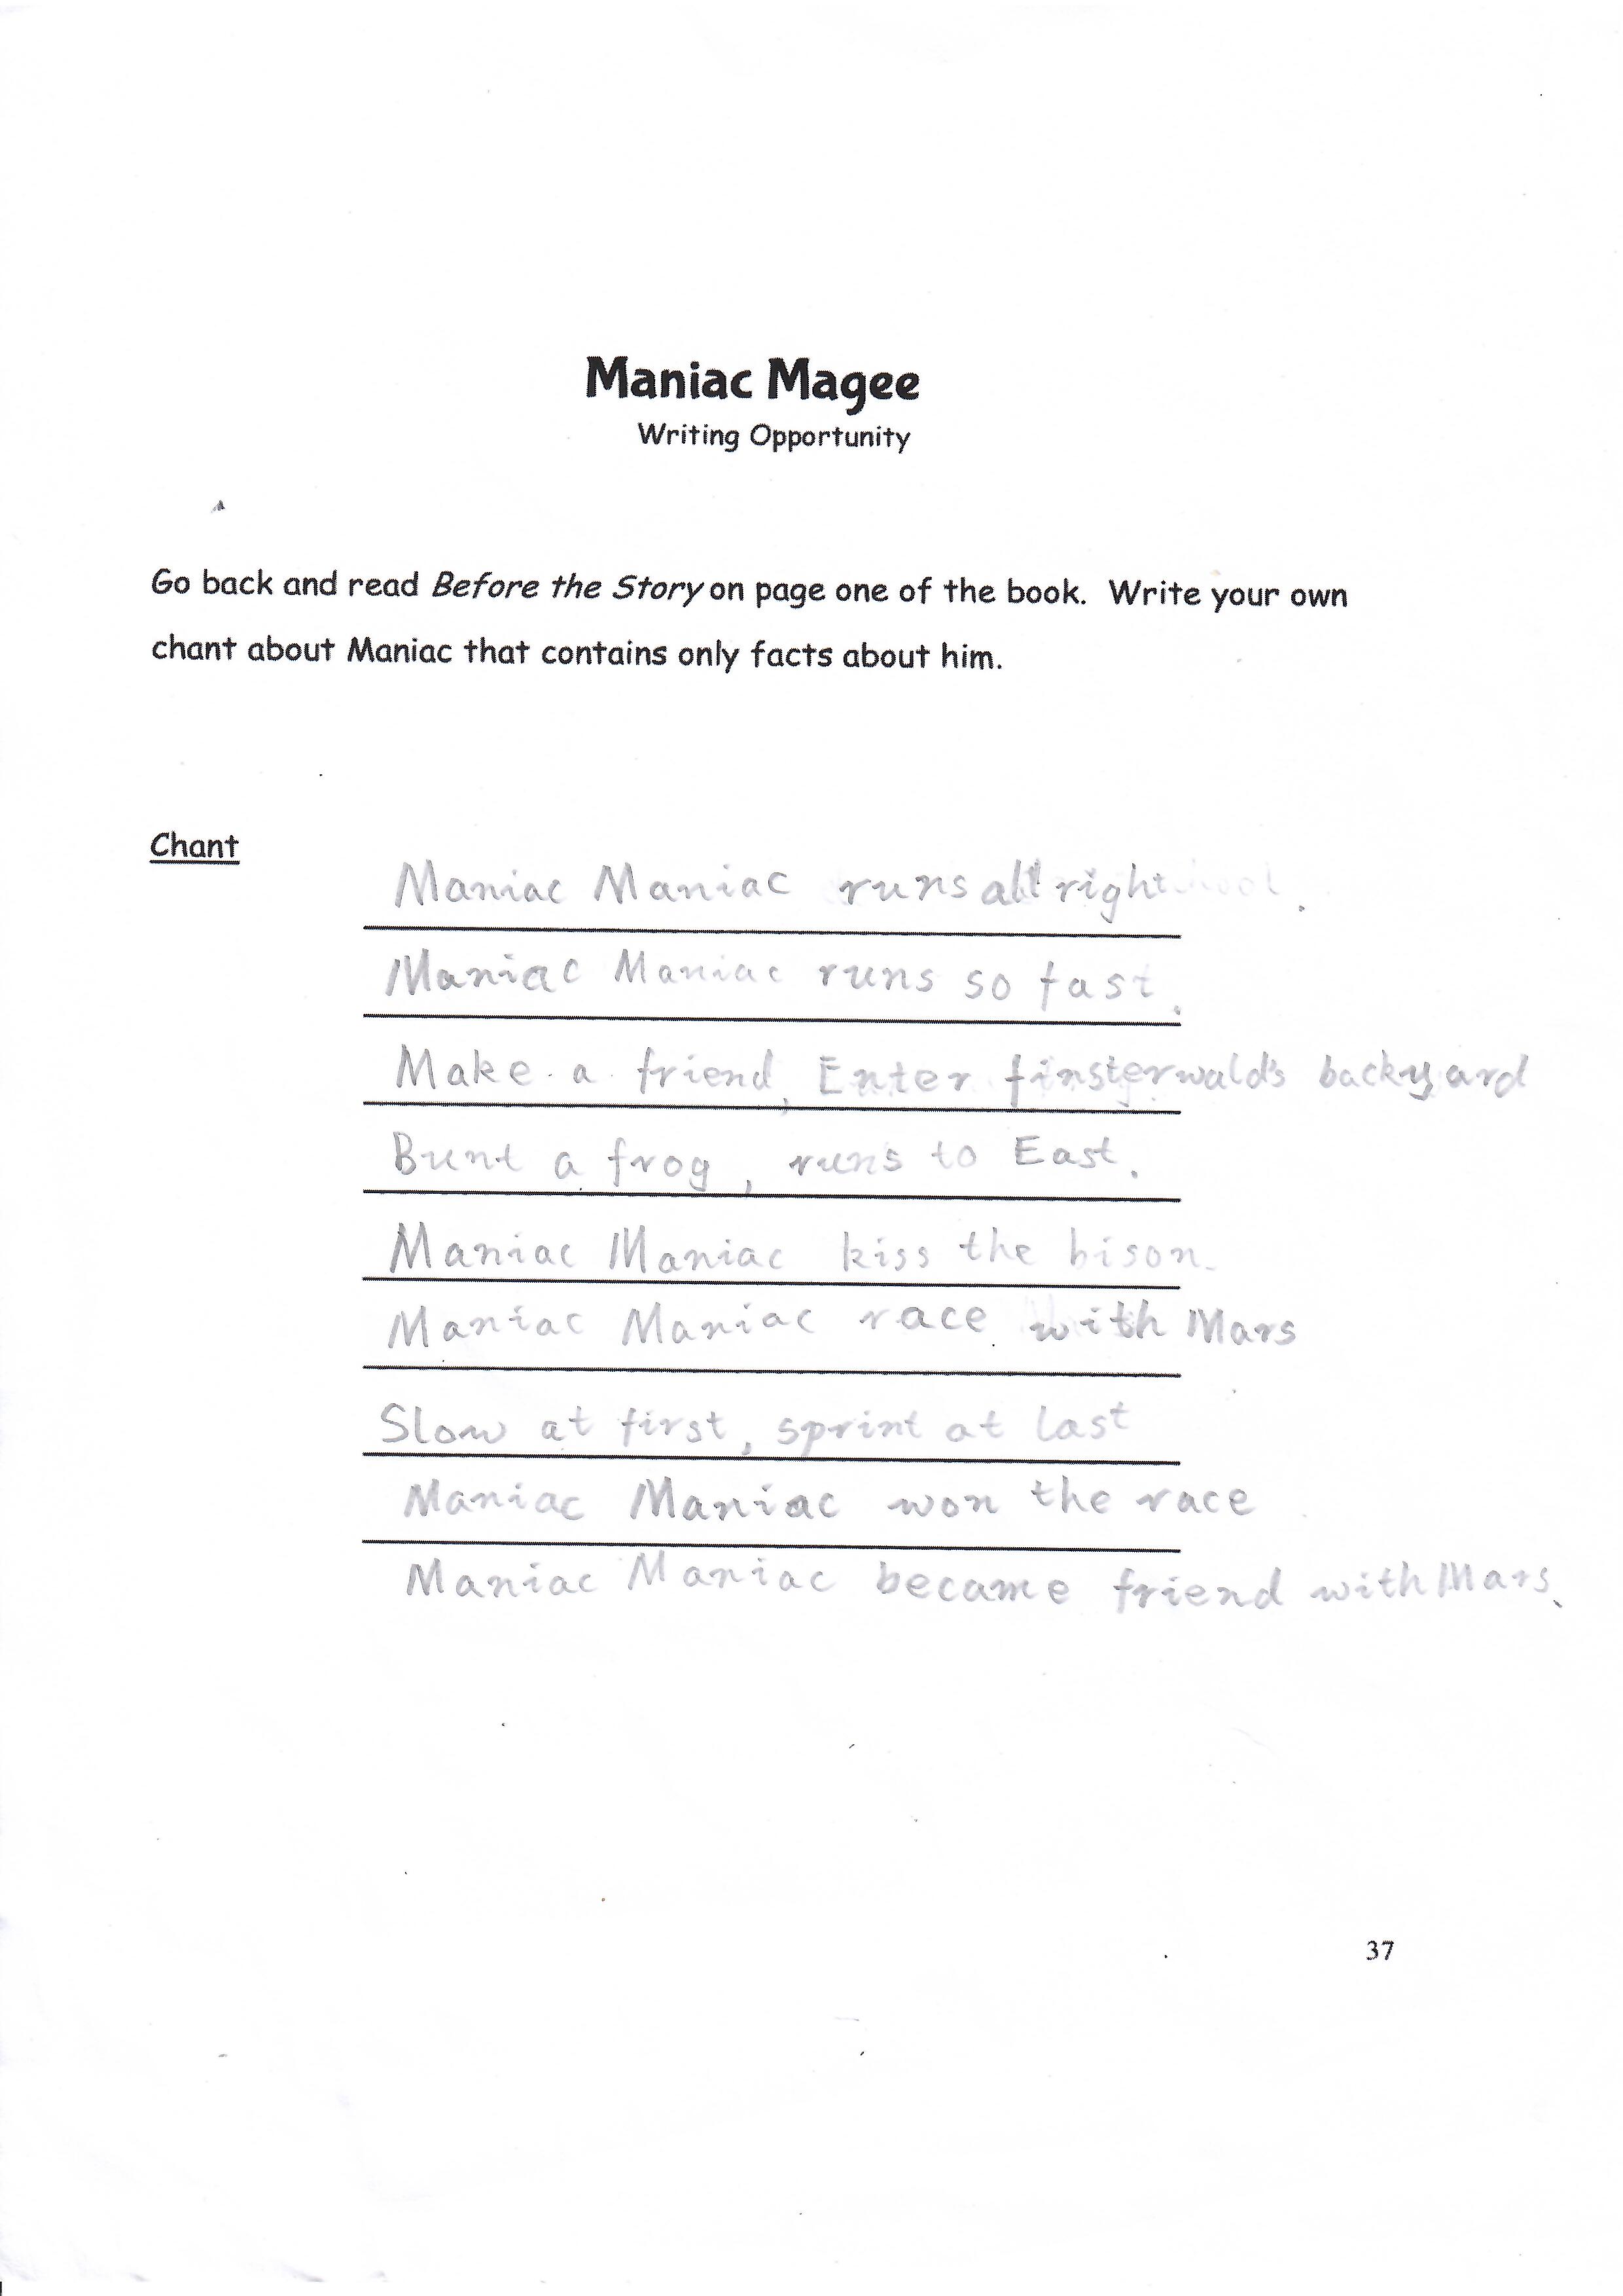 Maniac Magee
Writing Opportunity
Go back and read Before the Story on page one of the book. Write your own
chant about Maniac that contains only facts about him.
Chant
Maniac Maniac runs all right.
Maniac Maniac runs so fast.
Make a friend, Enter finsterwald's backyard
Bunt a frog, runs to East.
Maniac Maniac kiss the bison.
Maniac Maniac race with Mars
Slow at first, sprint at last
Maniac Maniac won the race
Maniac Maniac became friend with Mars.
37